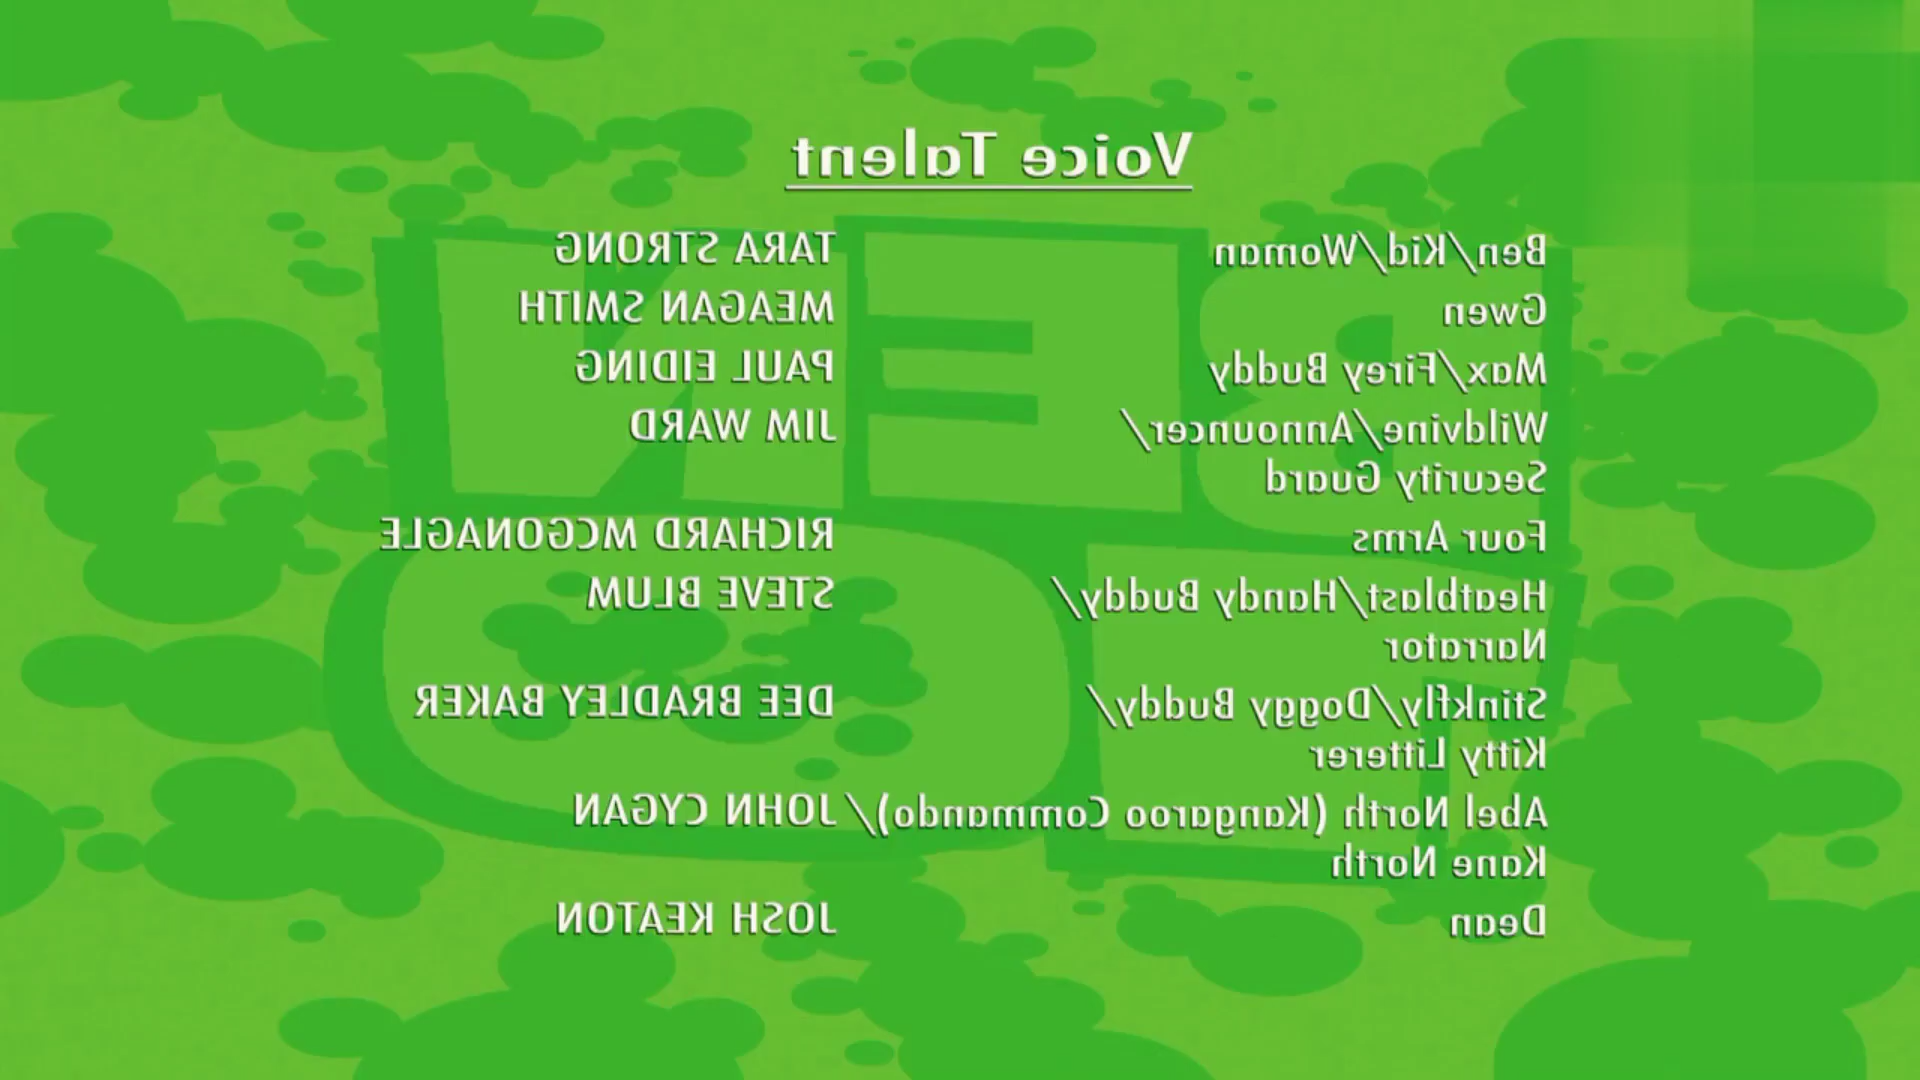 Voice Talent
Ben/Kid/Woman TARA STRONG
Gwen MEAGAN SMITH
Max/Firey Buddy PAUL EIDING
Wildvine/Announcer/ JIM WARD
Security Guard
Four Arms RICHARD MCGONAGLE
Heatblast/Handy Buddy/ STEVE BLUM
Narrator
Stinkfly/Doggy Buddy/ DEE BRADLEY BAKER
Kitty Litterer
Abel North (Kangaroo Commando)/ JOHN CYGAN
Kane North
Dean JOSH KEATON
BEN
10